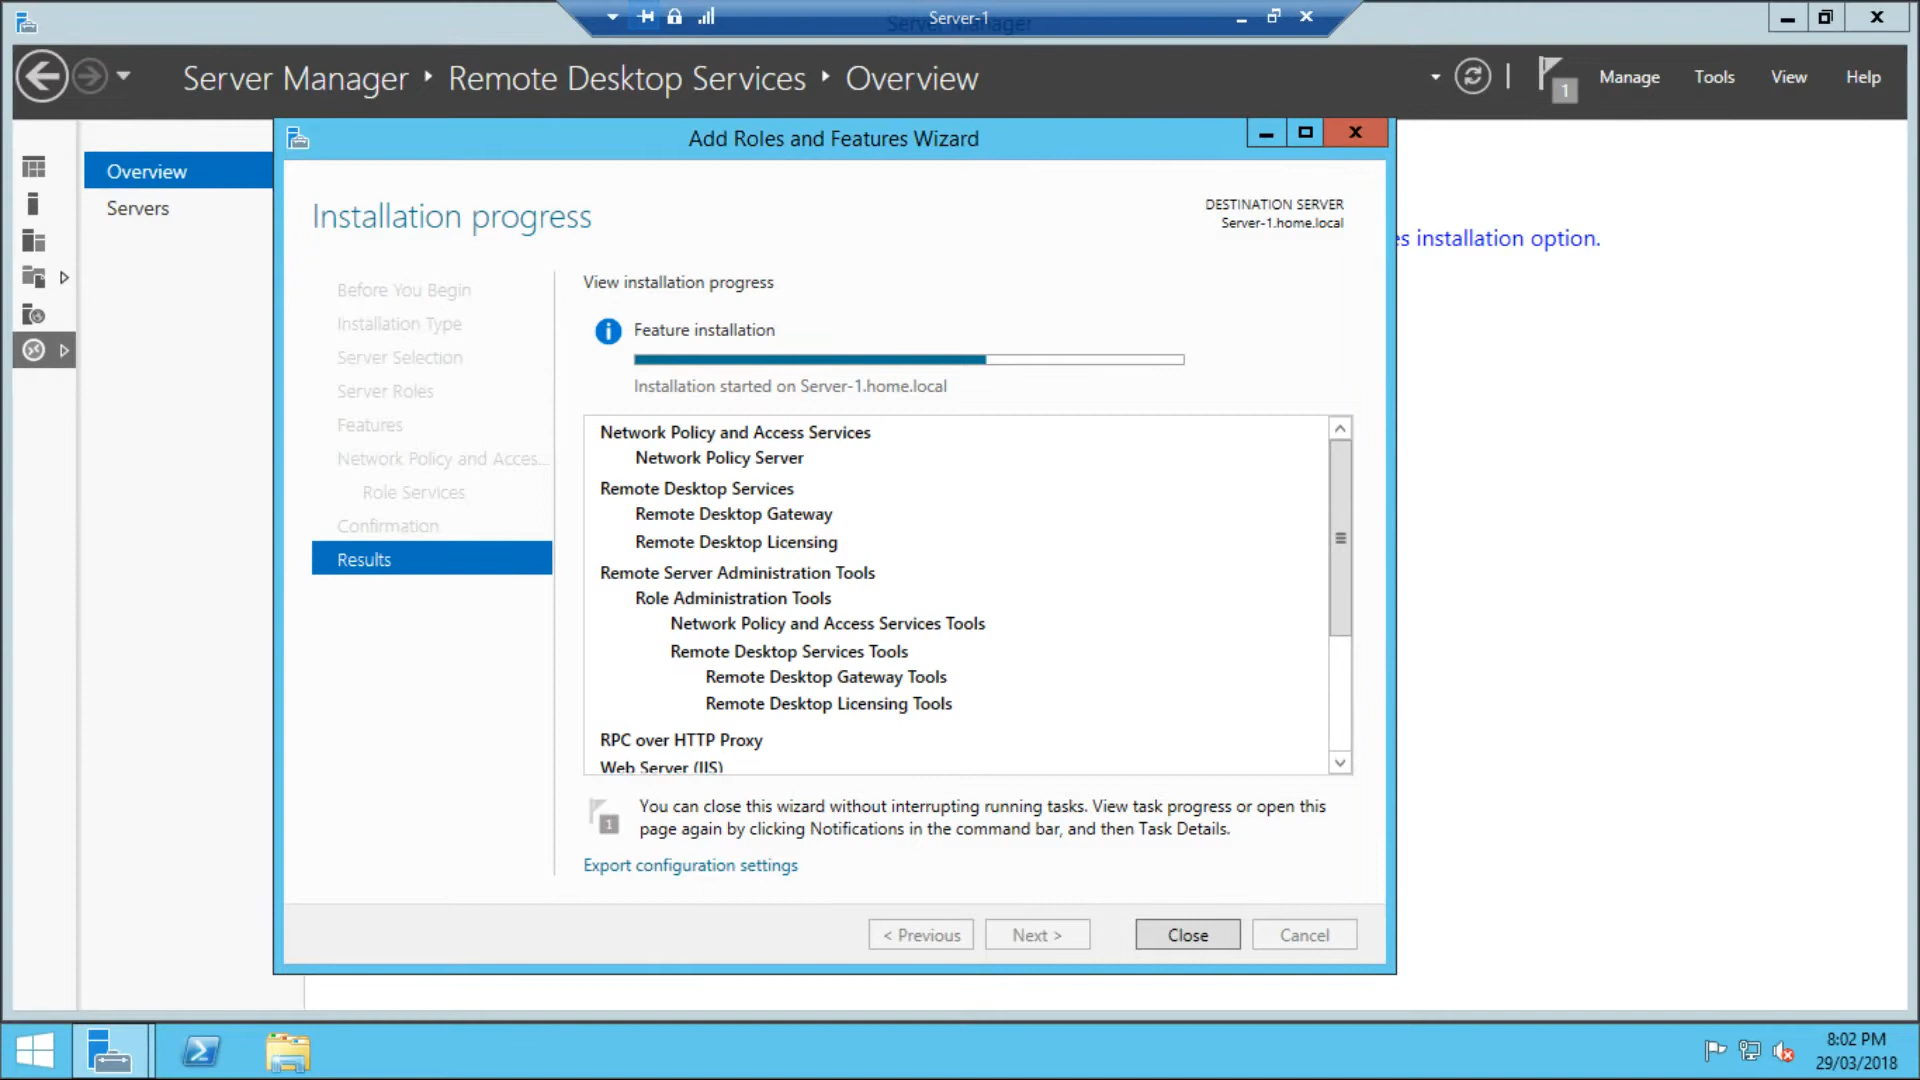 Server-1
Server Manager
Server Manager ‣ Remote Desktop Services ‣ Overview
1
Manage
Tools
View
Help
Overview
Servers
es installation option.
Add Roles and Features Wizard
Installation progress
DESTINATION SERVER
Server-1.home.local
Before You Begin
Installation Type
Server Selection
Server Roles
Features
Network Policy and Acces...
Role Services
Confirmation
Results
View installation progress
Feature installation
Installation started on Server-1.home.local
Network Policy and Access Services
Network Policy Server
Remote Desktop Services
Remote Desktop Gateway
Remote Desktop Licensing
Remote Server Administration Tools
Role Administration Tools
Network Policy and Access Services Tools
Remote Desktop Services Tools
Remote Desktop Gateway Tools
Remote Desktop Licensing Tools
RPC over HTTP Proxy
Web Server (IIS)
1
You can close this wizard without interrupting running tasks. View task progress or open this
page again by clicking Notifications in the command bar, and then Task Details.
Export configuration settings
< Previous
Next >
Close
Cancel
8:02 PM
29/03/2018